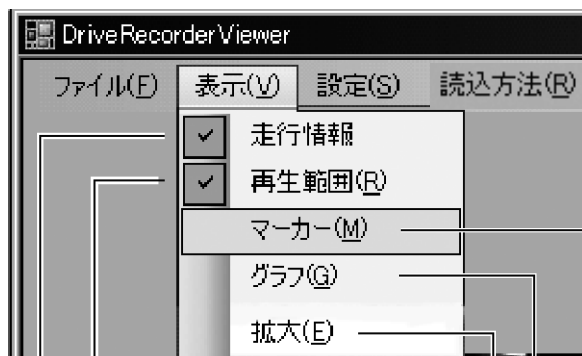 DriveRecorderViewer
ファイル(F) 表示(V) 設定(S) 読込方法(R)
走行情報
再生範囲(R)
マーカー(M)
グラフ(G)
拡大(E)